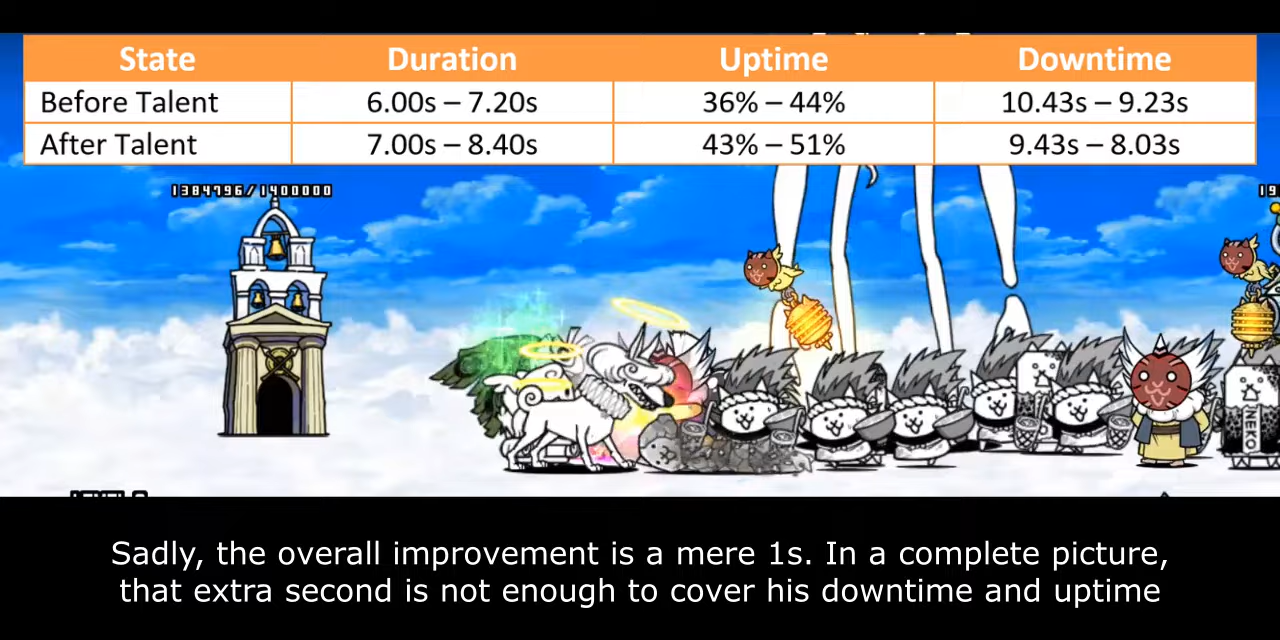 State Duration Uptime Downtime
Before Talent 6.00s – 7.20s 36% – 44% 10.43s – 9.23s
After Talent 7.00s – 8.40s 43% – 51% 9.43s – 8.03s
1384796/1400000
19
NEKO
Sadly, the overall improvement is a mere 1s. In a complete picture,
that extra second is not enough to cover his downtime and uptime